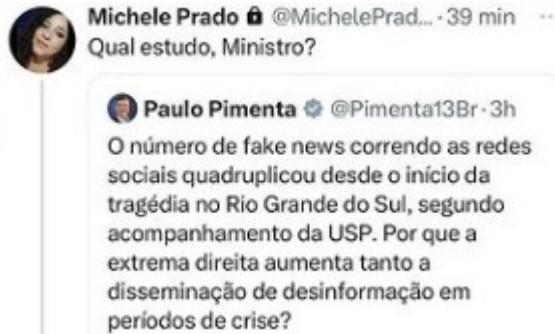 Michele Prado @MichelePrad... · 39 min
Qual estudo, Ministro?
Paulo Pimenta @Pimenta13Br · 3h
O número de fake news correndo as redes
sociais quadruplicou desde o início da
tragédia no Rio Grande do Sul, segundo
acompanhamento da USP. Por que a
extrema direita aumenta tanto a
disseminação de desinformação em
períodos de crise?